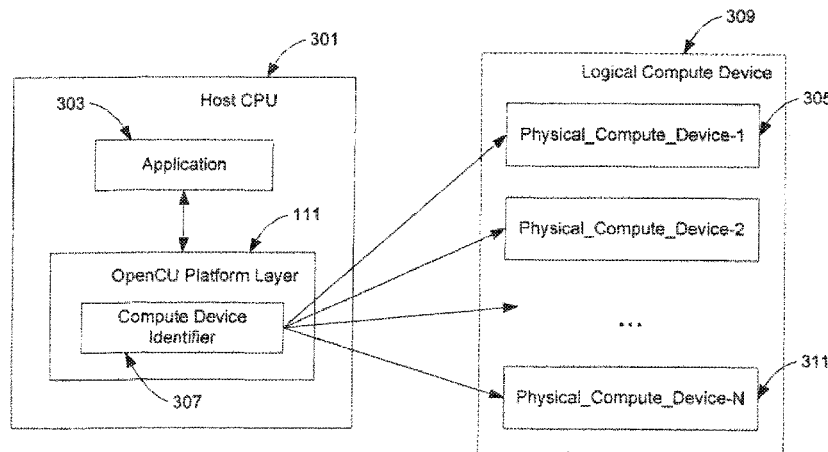 301
Host CPU
303
Application
111
OpenCU Platform Layer
Compute Device
Identifier
307
309
Logical Compute Device
305
Physical_Compute_Device-1
Physical_Compute_Device-2
...
311
Physical_Compute_Device-N